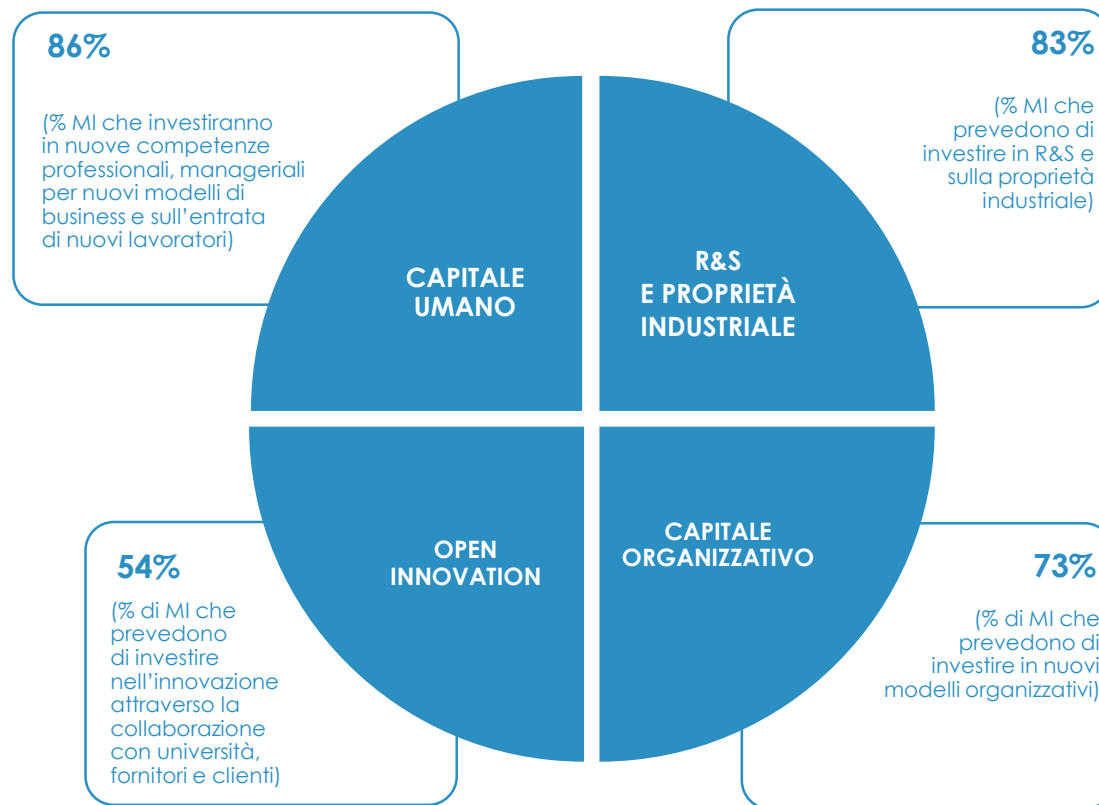 86%
(% MI che investiranno
in nuove competenze
professionali, manageriali
per nuovi modelli di
business e sull'entrata
di nuovi lavoratori)
83%
(% MI che
prevedono di
investire in R&S e
sulla proprietà
industriale)
CAPITALE
UMANO
R&S
E PROPRIETÀ
INDUSTRIALE
OPEN
INNOVATION
CAPITALE
ORGANIZZATIVO
54%
(% di MI che
prevedono
di investire
nell'innovazione
attraverso la
collaborazione
con università,
fornitori e clienti)
73%
(% di MI che
prevedono di
investire in nuovi
modelli organizzativi)